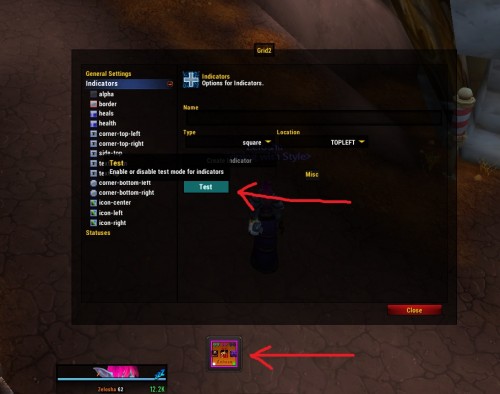 Grid2
General Settings
Indicators
Indicators
Options for Indicators.
alpha
border
heals
health
Name
corner-top-left
corner-top-right
Type
Location
square
TOPLEFT
side-top
Test
Enable or disable test mode for indicators
Style>
Misc
Test
corner-bottom-left
corner-bottom-right
icon-center
icon-left
icon-right
Statuses
Close
62
12.2K